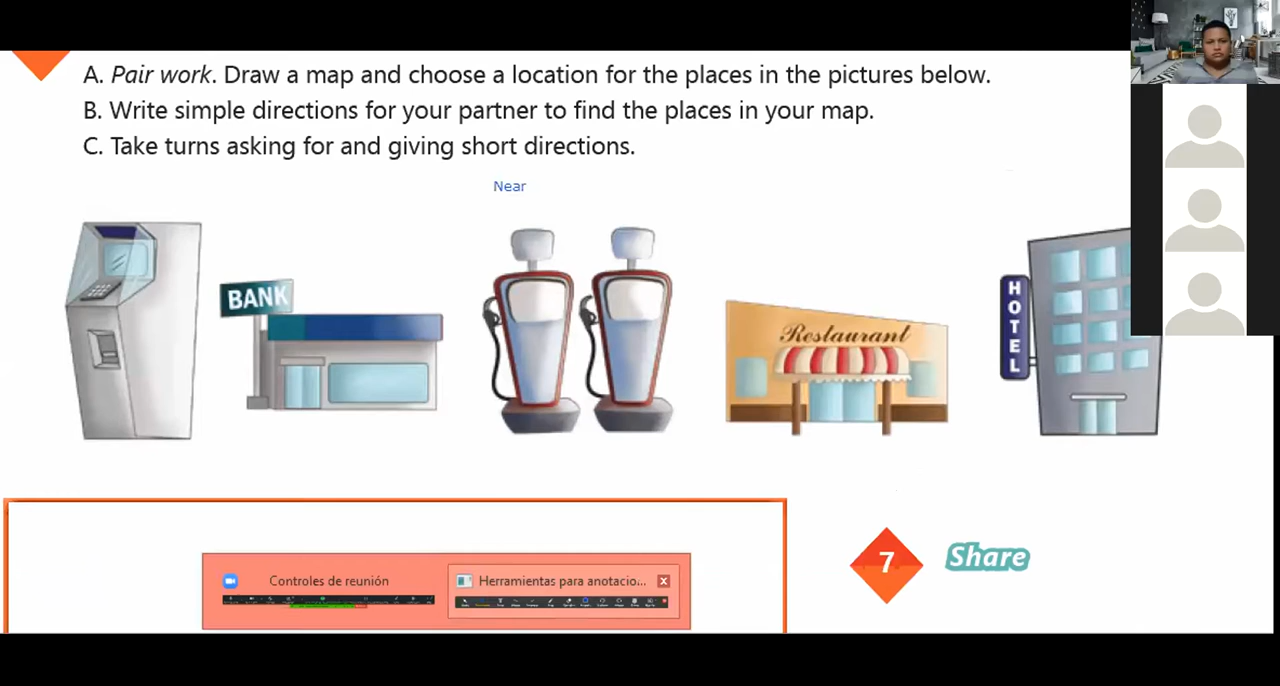 A. Pair work. Draw a map and choose a location for the places in the pictures below.
B. Write simple directions for your partner to find the places in your map.
C. Take turns asking for and giving short directions.
Near
BANK
Restaurant
HOTEL
Controles de reunión
Herramientas para anotacio...
7
Share